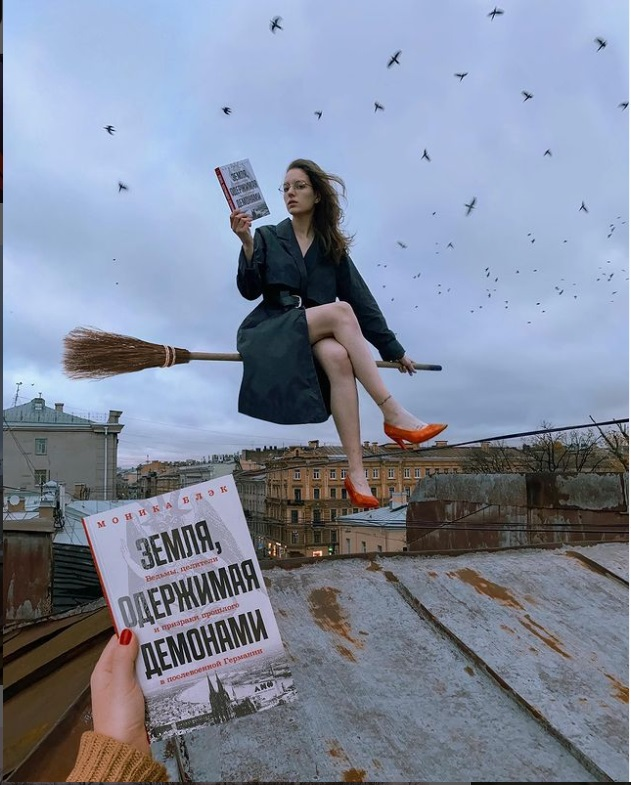 ЗЕМЛЯ,
ОДЕРЖИМАЯ
ДЕМОНАМИ
МОНИКА БЛЭК
ЗЕМЛЯ,
Ведьмы, целители
ОДЕРЖИМАЯ
и призраки прошлого
ДЕМОНАМИ
в послевоенной Германии